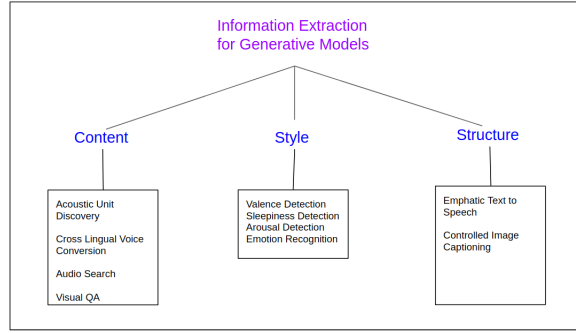 Information Extraction
for Generative Models
Content
Style
Structure
Acoustic Unit
Discovery
Cross Lingual Voice
Conversion
Audio Search
Visual QA
Valence Detection
Sleepiness Detection
Arousal Detection
Emotion Recognition
Emphatic Text to
Speech
Controlled Image
Captioning